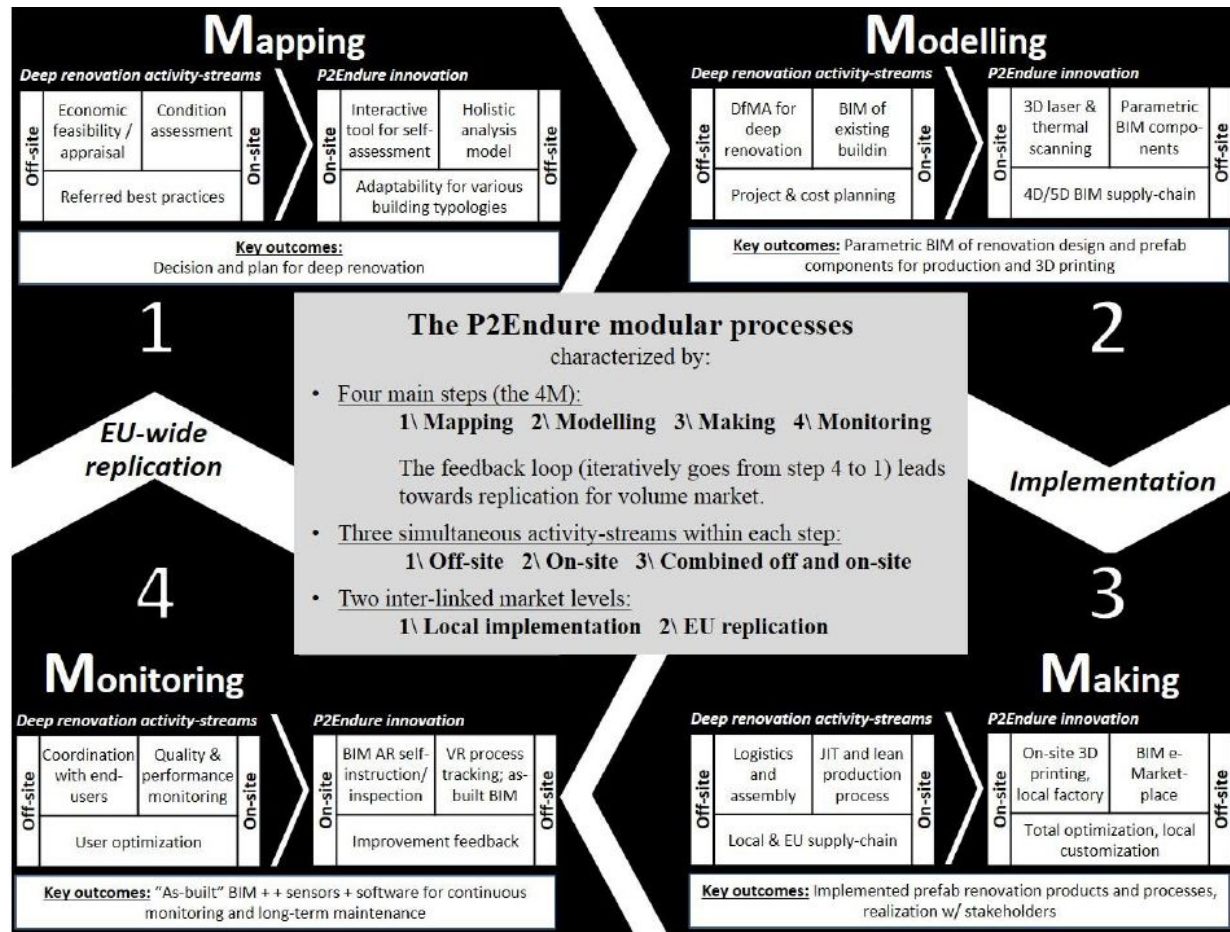 Mapping
Deep renovation activity-streams
P2Endure innovation
Off-site
Economic
feasibility /
appraisal
Condition
assessment
Referred best practices
On-site
On-site
Interactive
tool for self-
assessment
Holistic
analysis
model
Adaptability for various
building typologies
Off-site
Key outcomes:
Decision and plan for deep renovation
1
Modelling
Deep renovation activity-streams
P2Endure innovation
Off-site
DfMA for
deep
renovation
BIM of
existing
buildin
Project & cost planning
On-site
On-site
3D laser &
thermal
scanning
Parametric
BIM compo-
nents
4D/5D BIM supply-chain
Off-site
Key outcomes: Parametric BIM of renovation design and prefab
components for production and 3D printing
2
The P2Endure modular processes
characterized by:
• Four main steps (the 4M):
1\ Mapping 2\ Modelling 3\ Making 4\ Monitoring
The feedback loop (iteratively goes from step 4 to 1) leads
towards replication for volume market.
• Three simultaneous activity-streams within each step:
1\ Off-site 2\ On-site 3\ Combined off and on-site
• Two inter-linked market levels:
1\ Local implementation 2\ EU replication
EU-wide
replication
Implementation
4
Monitoring
Deep renovation activity-streams
P2Endure innovation
Off-site
Coordination
with end-
users
Quality &
performance
monitoring
User optimization
On-site
On-site
BIM AR self-
instruction/
inspection
VR process
tracking; as-
built BIM
Improvement feedback
Off-site
Key outcomes: "As-built" BIM + + sensors + software for continuous
monitoring and long-term maintenance
3
Making
Deep renovation activity-streams
P2Endure innovation
Off-site
Logistics
and
assembly
JIT and lean
production
process
Local & EU supply-chain
On-site
On-site
On-site 3D
printing,
local factory
BIM e-
Market-
place
Total optimization, local
customization
Off-site
Key outcomes: Implemented prefab renovation products and processes,
realization w/ stakeholders